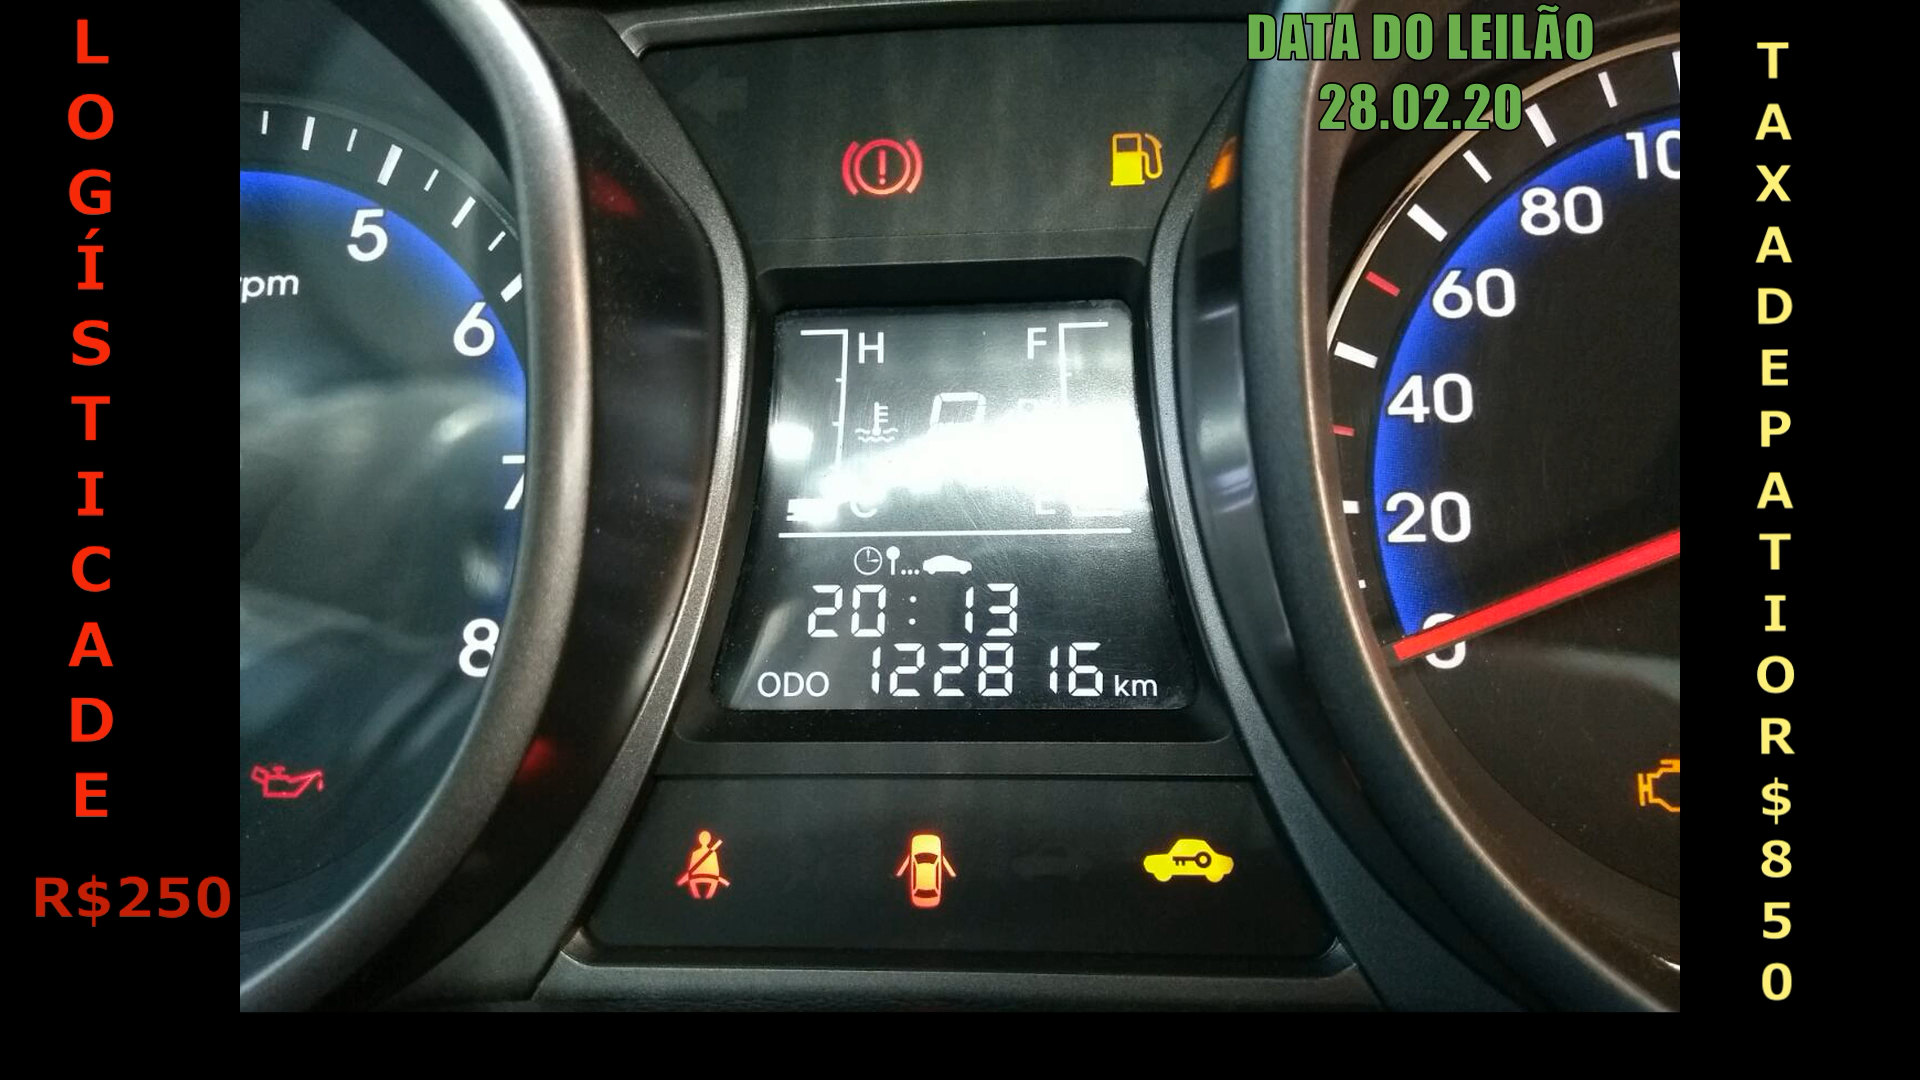 LOGÍSTICADE
R$250
DATA DO LEILÃO
28.02.20
TAXADEPATIOR$850
5
rpm
6
7
8
H
F
C
20:13
ODO 122816 km
80
60
40
20
0